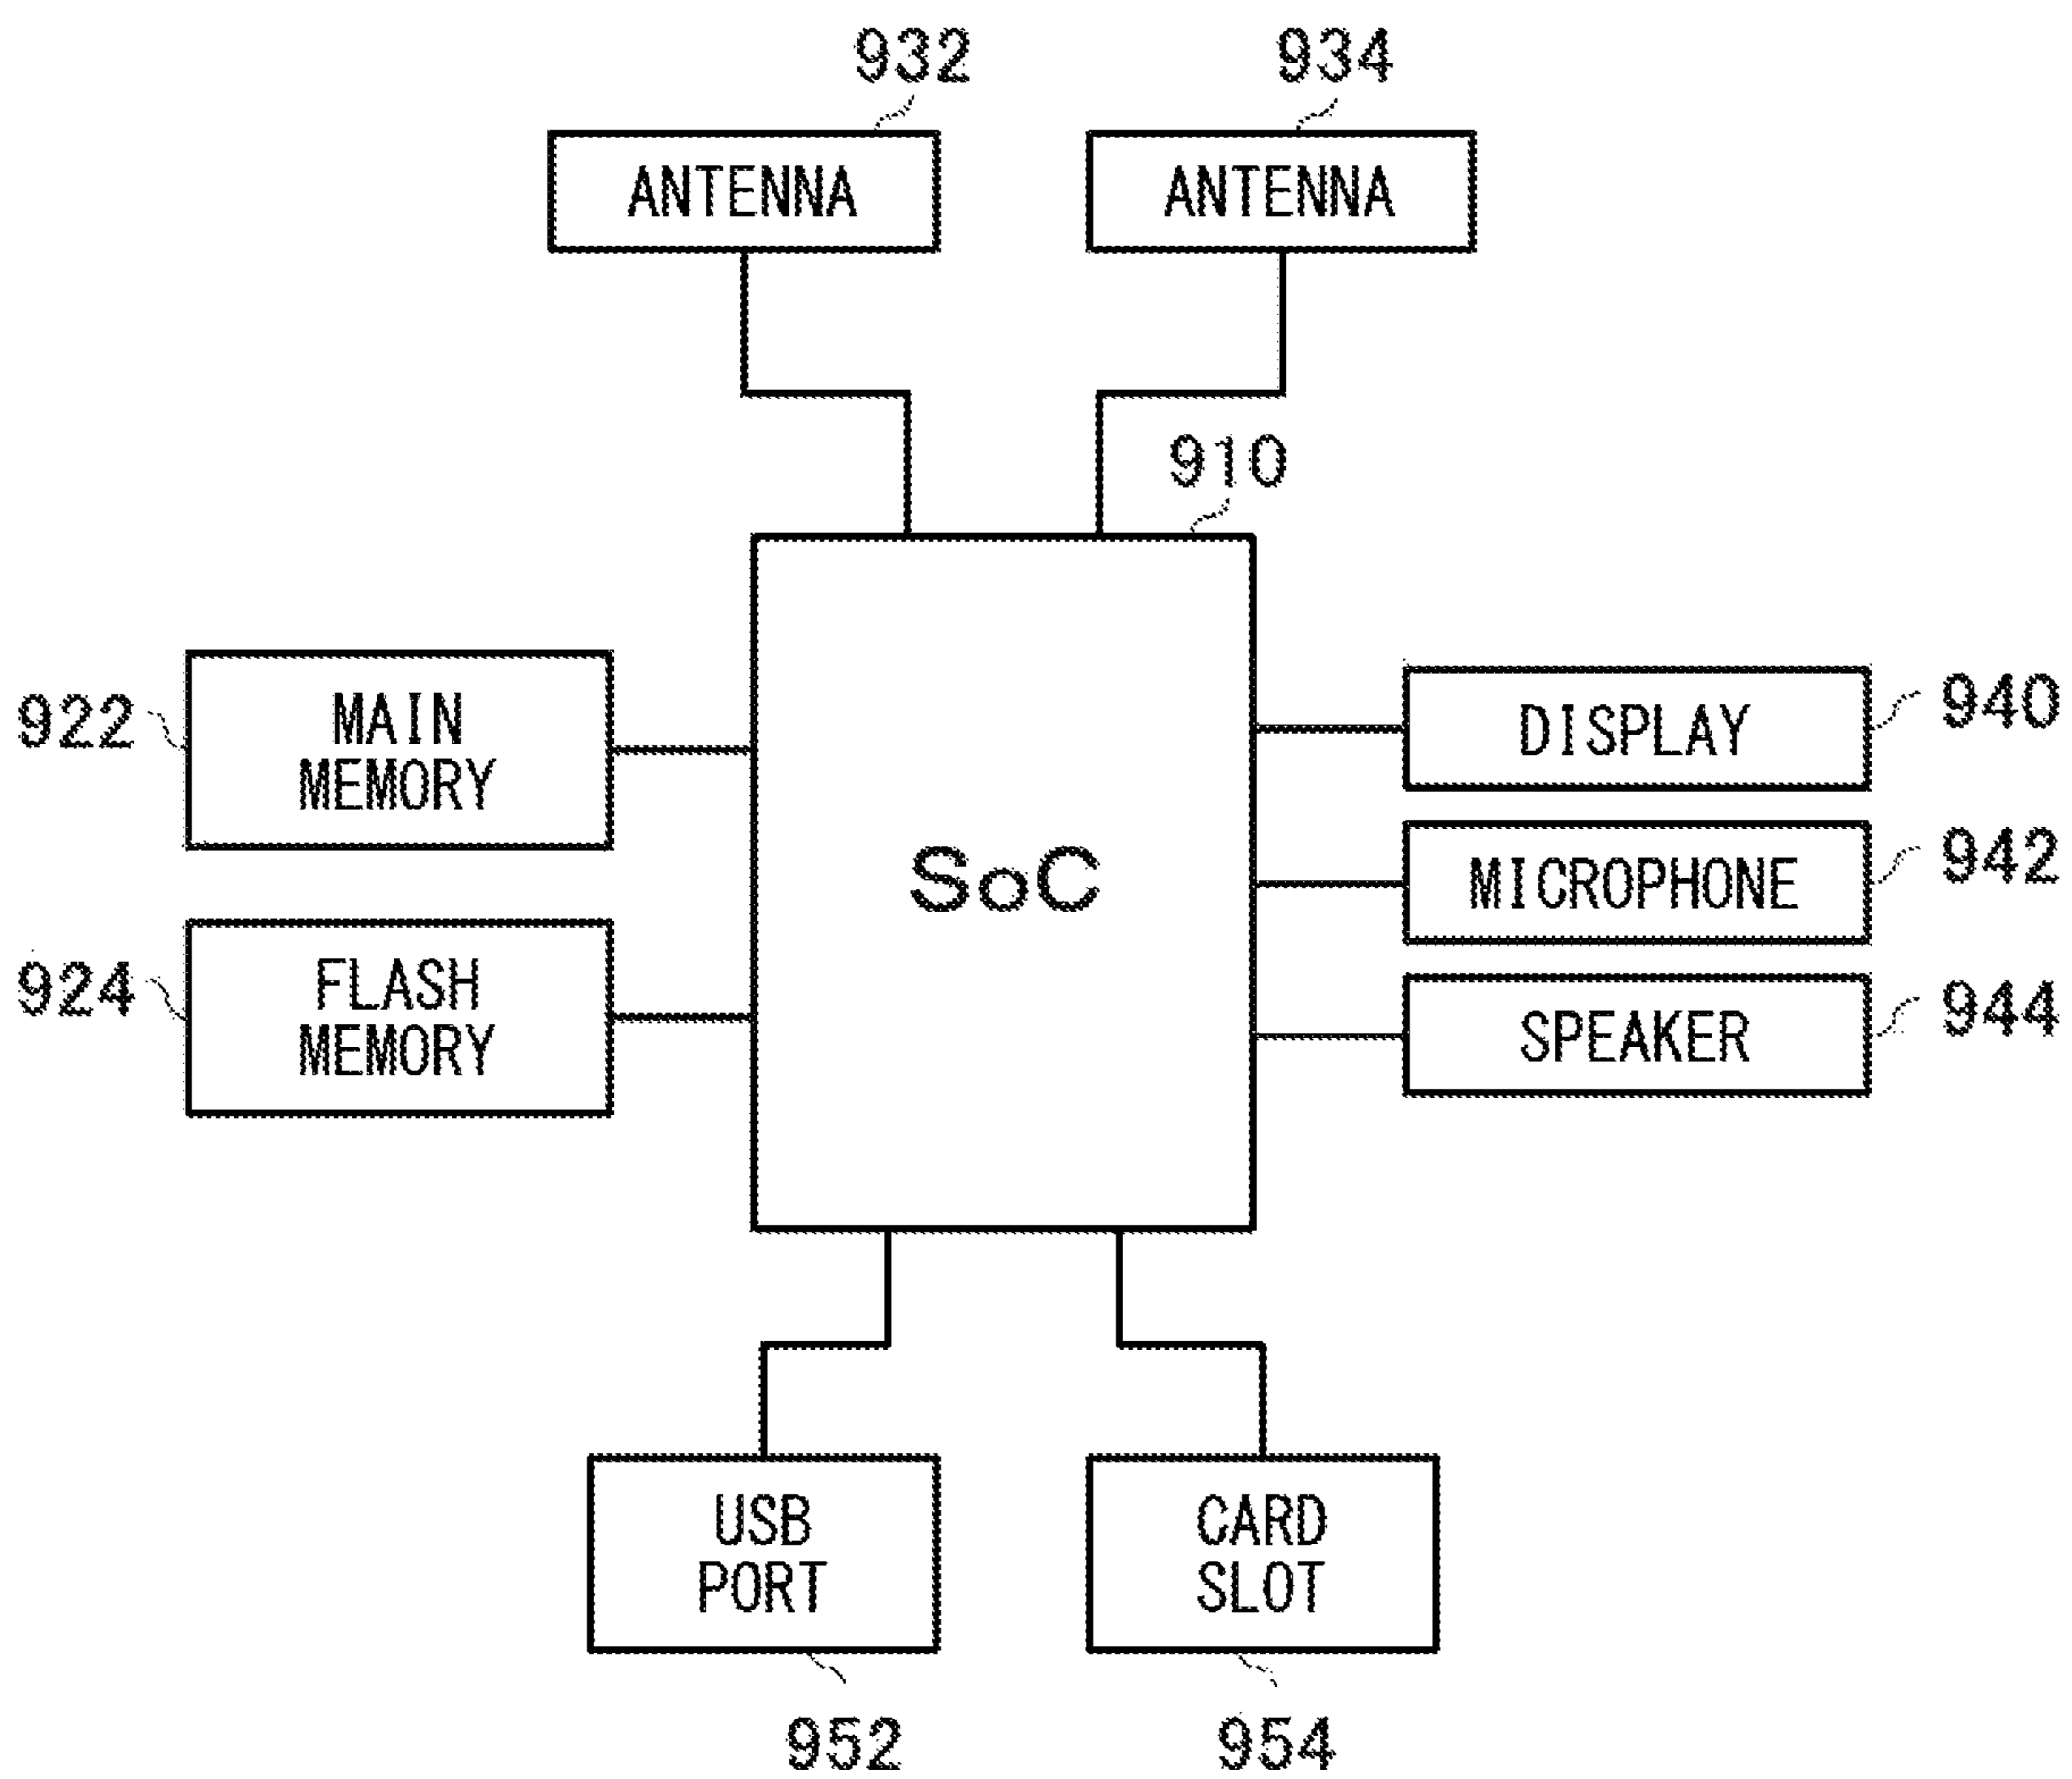 932
934
ANTENNA
ANTENNA
910
922
MAIN
MEMORY
SoC
DISPLAY
940
MICROPHONE
942
924
FLASH
MEMORY
SPEAKER
944
USB
PORT
CARD
SLOT
952
954